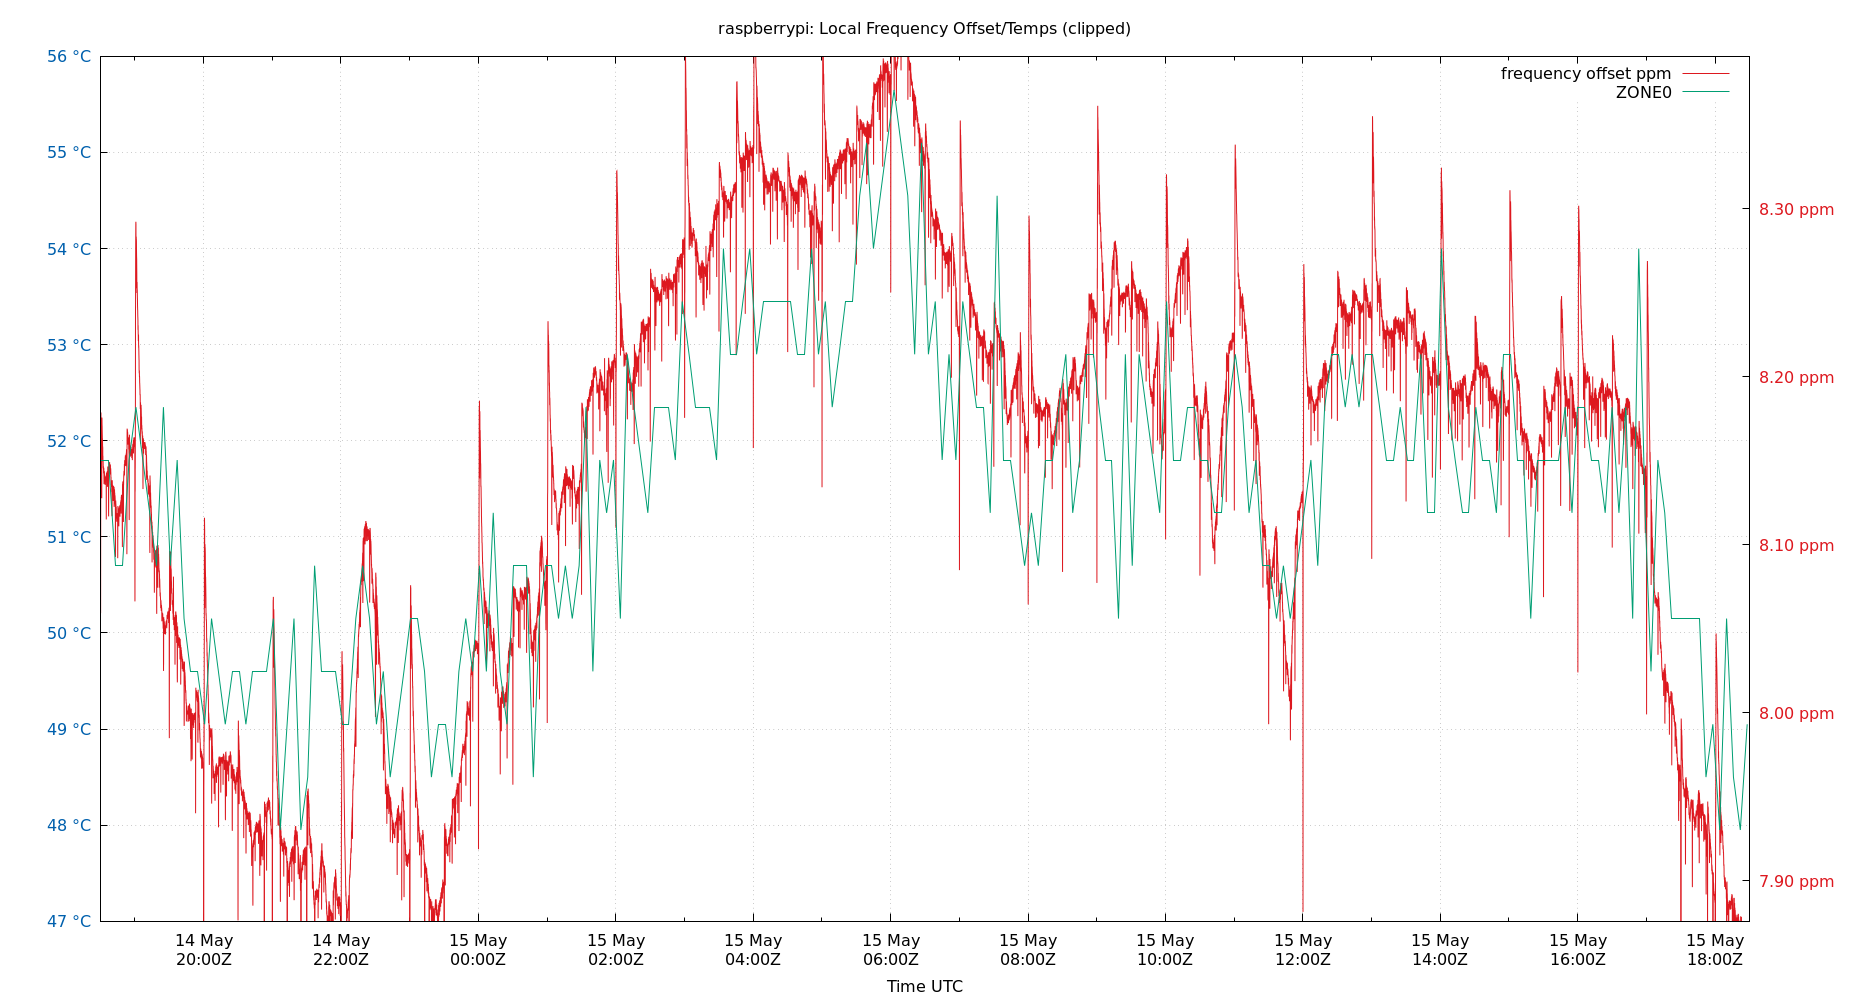 raspberrypi: Local Frequency Offset/Temps (clipped)
frequency offset ppm
ZONE0
56 °C
55 °C
54 °C
53 °C
52 °C
51 °C
50 °C
49 °C
48 °C
47 °C
8.30 ppm
8.20 ppm
8.10 ppm
8.00 ppm
7.90 ppm
14 May 14 May 15 May 15 May 15 May 15 May 15 May 15 May 15 May 15 May 15 May 15 May
20:00Z 22:00Z 00:00Z 02:00Z 04:00Z 06:00Z 08:00Z 10:00Z 12:00Z 14:00Z 16:00Z 18:00Z
Time UTC